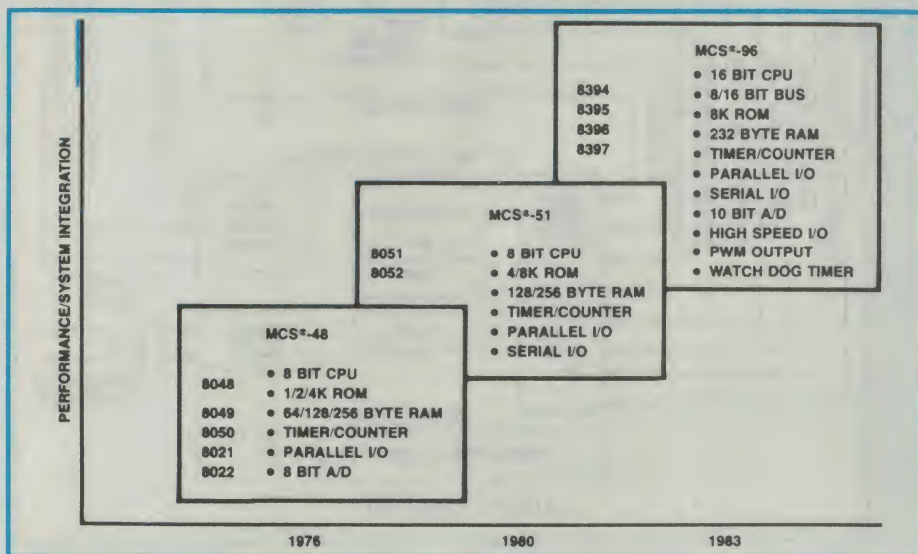 PERFORMANCE/SYSTEM INTEGRATION
MCS®-96
8394
8395
8396
8397
• 16 BIT CPU
• 8/16 BIT BUS
• 8K ROM
• 232 BYTE RAM
• TIMER/COUNTER
• PARALLEL I/O
• SERIAL I/O
• 10 BIT A/D
• HIGH SPEED I/O
• PWM OUTPUT
• WATCH DOG TIMER
MCS®-51
8051
8052
• 8 BIT CPU
• 4/8K ROM
• 128/256 BYTE RAM
• TIMER/COUNTER
• PARALLEL I/O
• SERIAL I/O
MCS®-48
8048
8049
8050
8021
8022
• 8 BIT CPU
• 1/2/4K ROM
• 64/128/256 BYTE RAM
• TIMER/COUNTER
• PARALLEL I/O
• 8 BIT A/D
1976 1980 1983